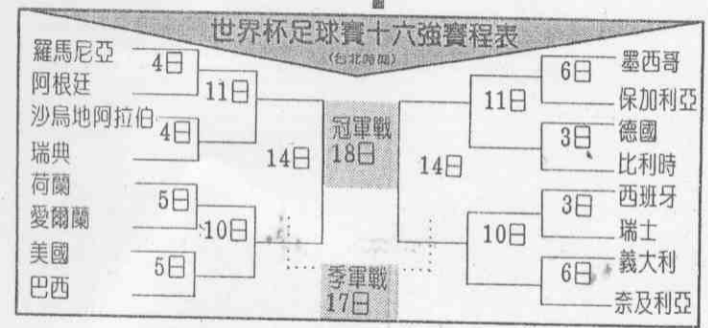 世界杯足球賽十六強賽程表
(台北時間)
羅馬尼亞
4日
阿根廷
11日
沙烏地阿拉伯
4日
瑞典
14日
荷蘭
5日
愛爾蘭
10日
美國
5日
巴西
冠軍戰
18日
季軍戰
17日
墨西哥
6日
保加利亞
11日
德國
3日
比利時
14日
西班牙
3日
瑞士
10日
義大利
6日
奈及利亞